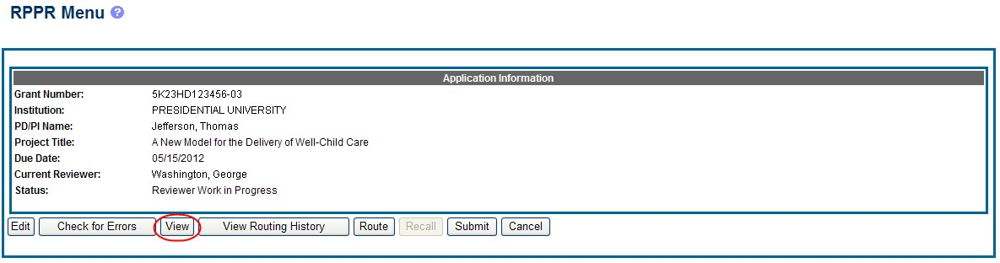 RPPR Menu ?
Application Information
Grant Number: 5K23HD123456-03
Institution: PRESIDENTIAL UNIVERSITY
PD/PI Name: Jefferson, Thomas
Project Title: A New Model for the Delivery of Well-Child Care
Due Date: 05/15/2012
Current Reviewer: Washington, George
Status: Reviewer Work in Progress
Edit Check for Errors View View Routing History Route Recall Submit Cancel